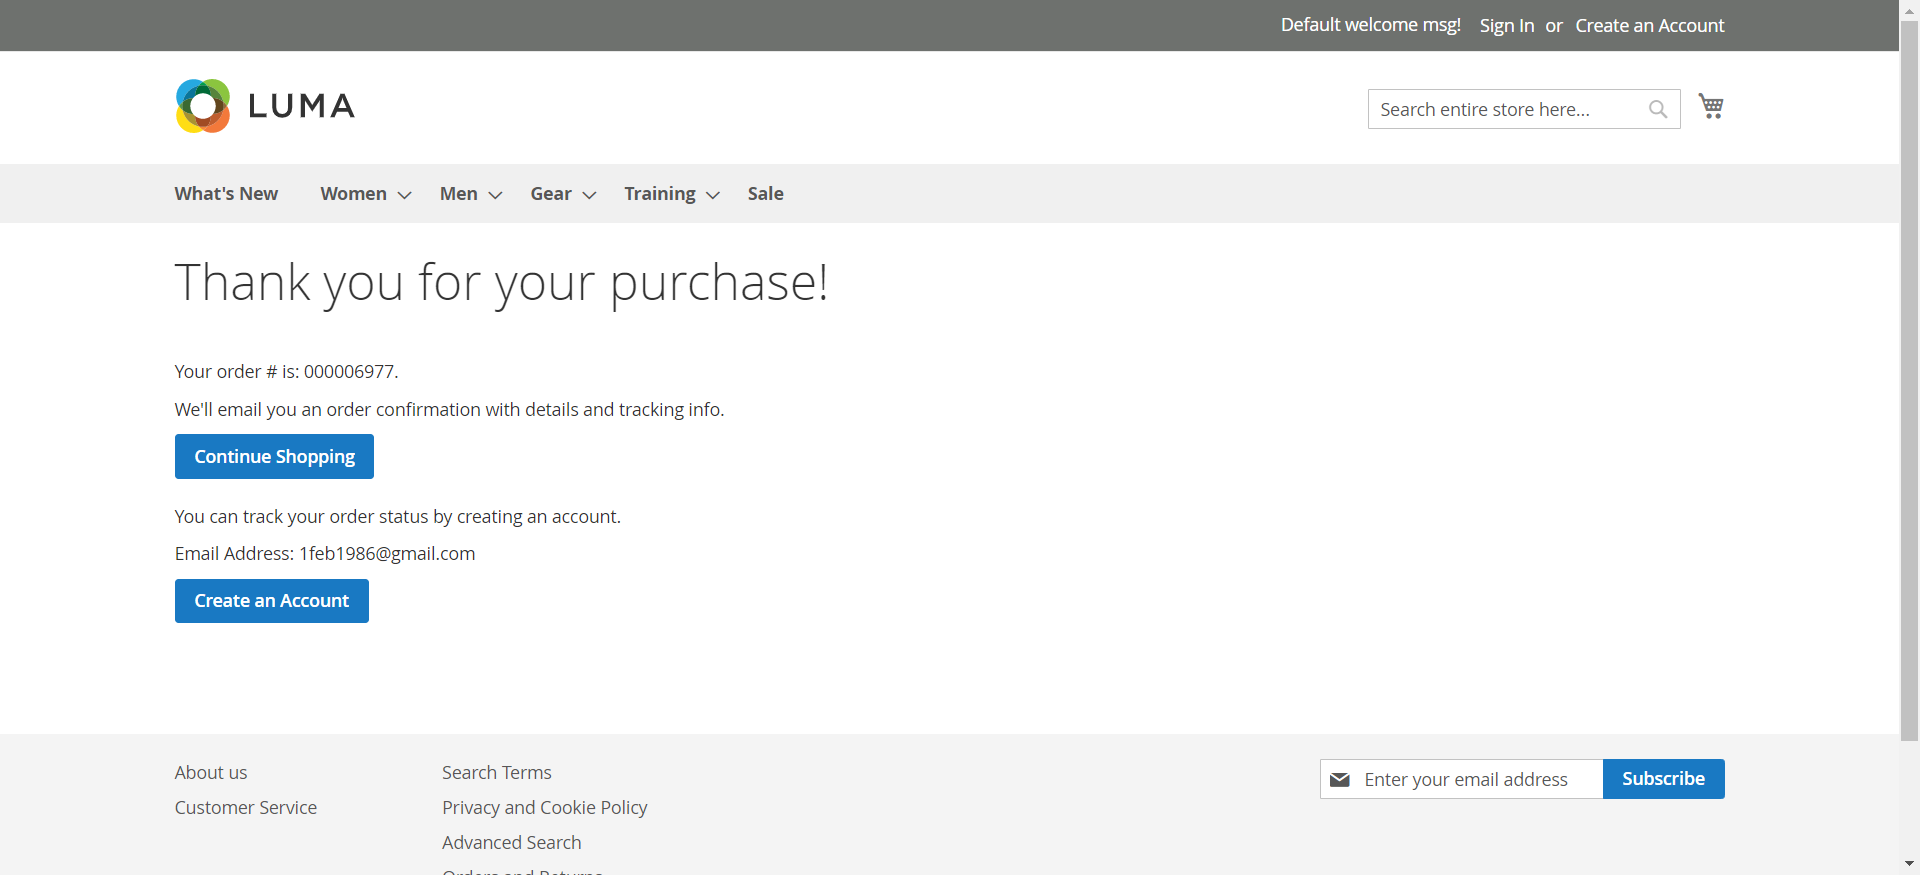 Default welcome msg! Sign In or Create an Account
LUMA
Search entire store here...
What's New Women Men Gear Training Sale
Thank you for your purchase!
Your order # is: 000006977.
We'll email you an order confirmation with details and tracking info.
Continue Shopping
You can track your order status by creating an account.
Email Address: 1feb1986@gmail.com
Create an Account
About us
Customer Service
Search Terms
Privacy and Cookie Policy
Advanced Search
Orders and Returns
Enter your email address
Subscribe